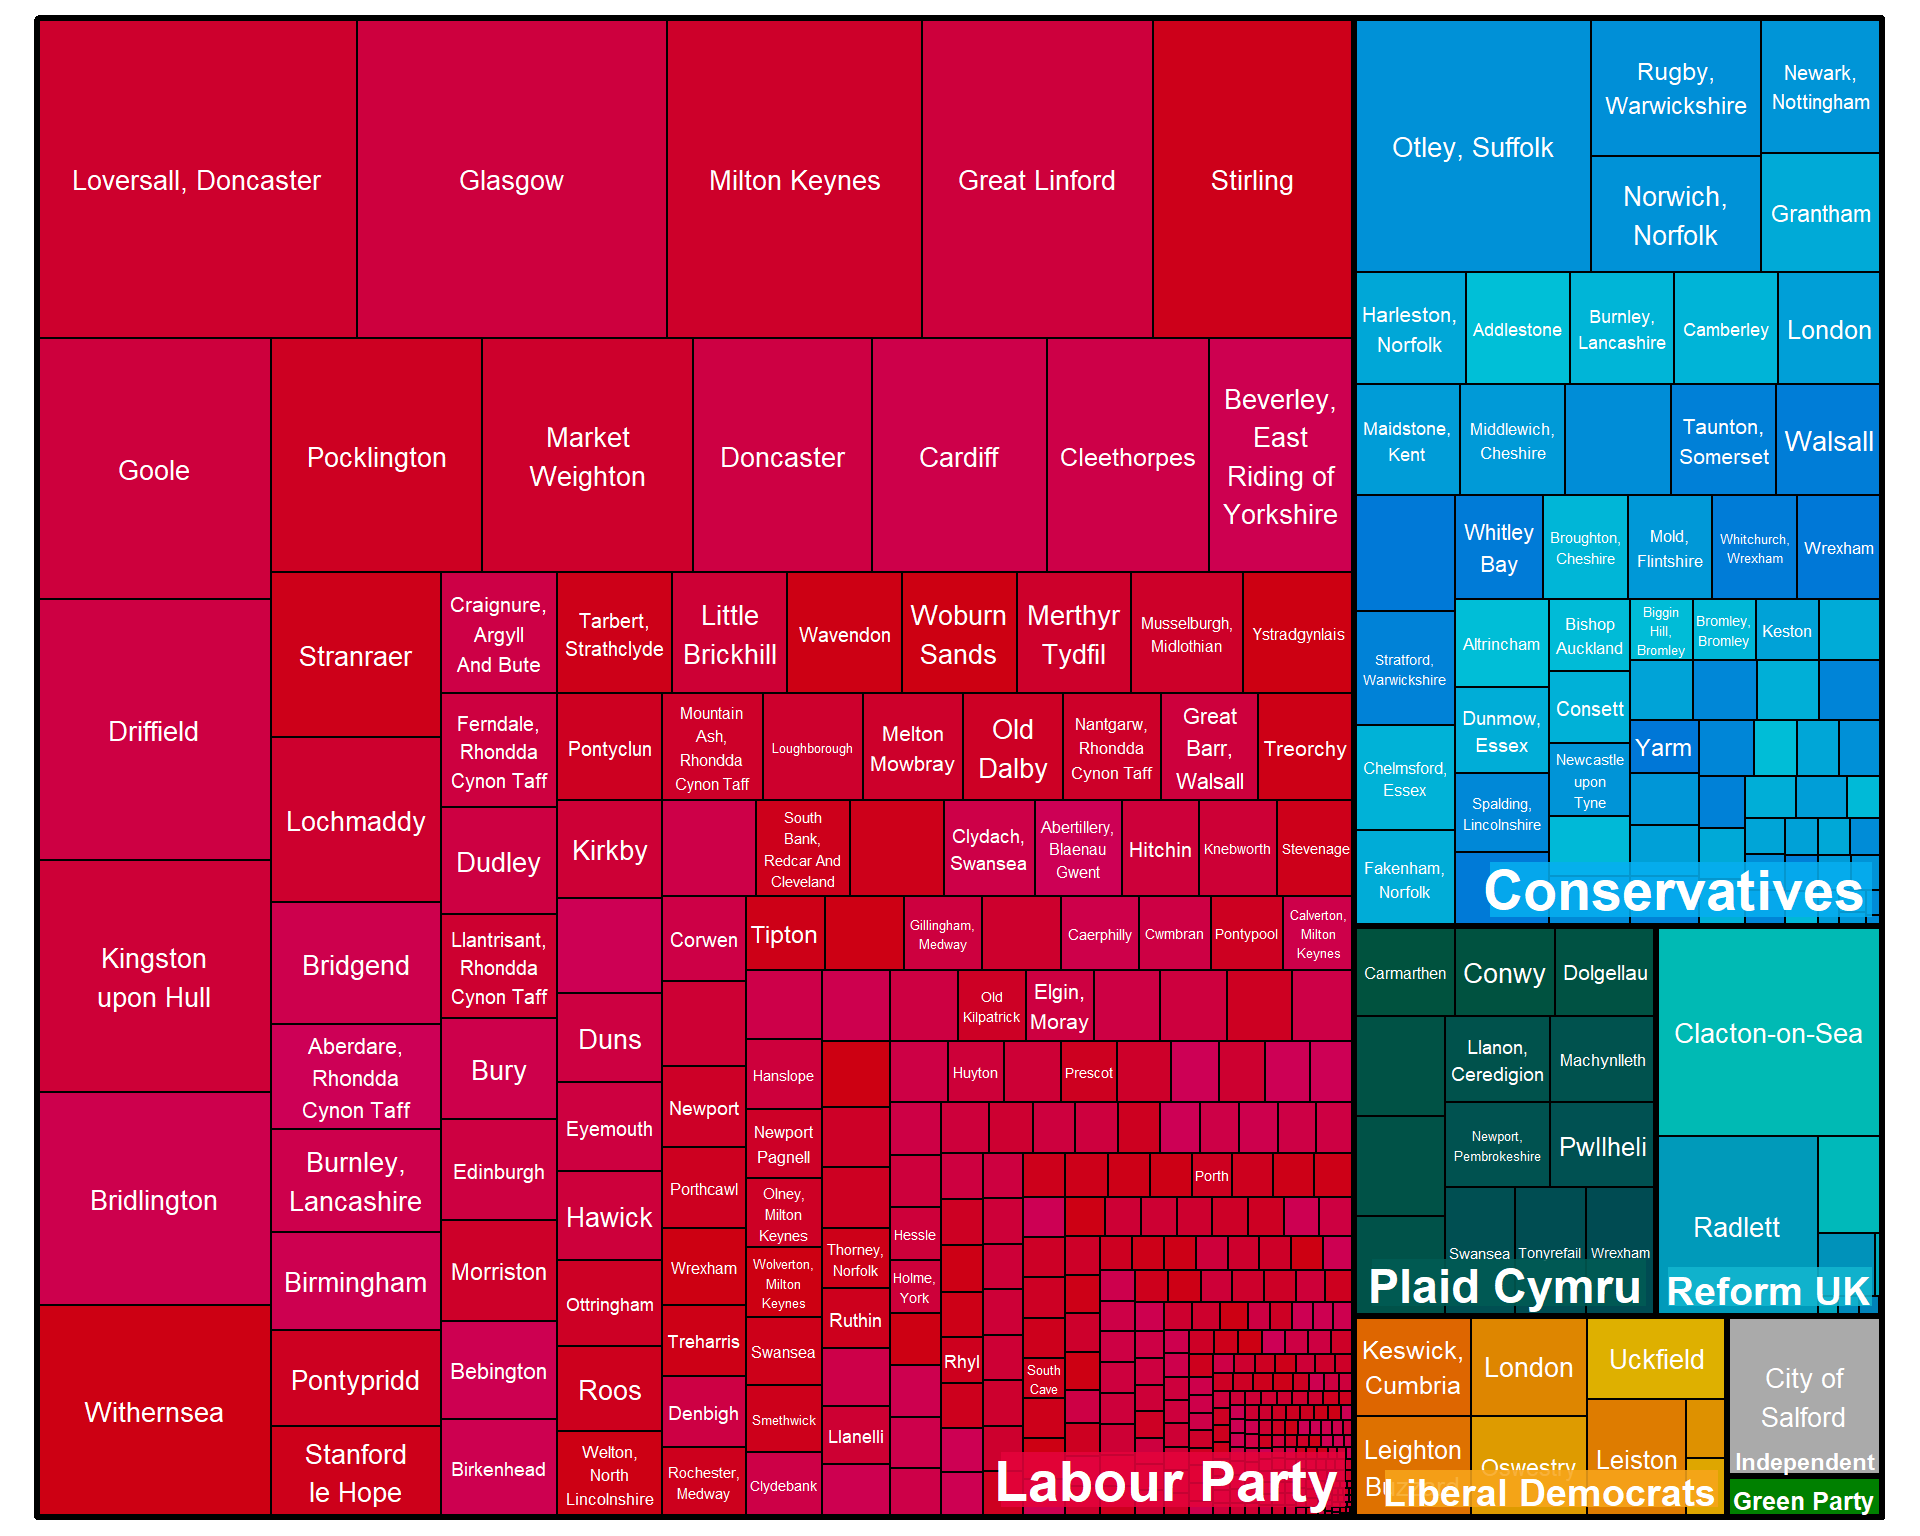 Loversall, Doncaster
Glasgow
Milton Keynes
Great Linford
Stirling
Goole
Pocklington
Market
Weighton
Doncaster
Cardiff
Cleethorpes
Beverley,
East
Riding of
Yorkshire
Driffield
Kingston
upon Hull
Bridlington
Withernsea
Stranraer
Lochmaddy
Bridgend
Aberdare,
Rhondda
Cynon Taff
Burnley,
Lancashire
Birmingham
Pontypridd
Stanford
le Hope
Craignure,
Argyll
And Bute
Ferndale,
Rhondda
Cynon Taff
Dudley
Llantrisant,
Rhondda
Cynon Taff
Bury
Edinburgh
Morriston
Bebington
Birkenhead
Tarbert,
Strathclyde
Little
Brickhill
Wavendon
Woburn
Sands
Merthyr
Tydfil
Musselburgh,
Midlothian
Ystradgynlais
Pontyclun
Mountain
Ash,
Rhondda
Cynon Taff
Loughborough
Melton
Mowbray
Old
Dalby
Nantgarw,
Rhondda
Cynon Taff
Great
Barr,
Walsall
Treorchy
Kirkby
South
Bank,
Redcar And
Cleveland
Clydach,
Swansea
Abertillery,
Blaenau
Gwent
Hitchin
Knebworth
Stevenage
Duns
Eyemouth
Hawick
Ottringham
Roos
Welton,
North
Lincolnshire
Corwen
Tipton
Gillingham,
Medway
Caerphilly
Cwmbran
Pontypool
Calverton,
Milton
Keynes
Newport
Porthcawl
Wrexham
Treharris
Denbigh
Rochester,
Medway
Hanslope
Newport
Pagnell
Olney,
Milton
Keynes
Wolverton,
Milton
Keynes
Swansea
Smethwick
Clydebank
Old
Kilpatrick
Elgin,
Moray
Huyton
Prescot
Porth
Thorney,
Norfolk
Ruthin
Llanelli
Hessle
Holme,
York
Rhyl
South
Cave
Labour Party
Otley, Suffolk
Rugby,
Warwickshire
Newark,
Nottingham
Norwich,
Norfolk
Grantham
Harleston,
Norfolk
Addlestone
Burnley,
Lancashire
Camberley
London
Maidstone,
Kent
Middlewich,
Cheshire
Taunton,
Somerset
Walsall
Whitley
Bay
Broughton,
Cheshire
Mold,
Flintshire
Whitchurch,
Wrexham
Wrexham
Stratford,
Warwickshire
Chelmsford,
Essex
Fakenham,
Norfolk
Altrincham
Dunmow,
Essex
Spalding,
Lincolnshire
Bishop
Auckland
Consett
Newcastle
upon
Tyne
Biggin
Hill,
Bromley
Bromley,
Bromley
Keston
Yarm
Conservatives
Carmarthen
Conwy
Dolgellau
Llanon,
Ceredigion
Machynlleth
Newport,
Pembrokeshire
Pwllheli
Swansea
Tonyrefail
Wrexham
Plaid Cymru
Clacton-on-Sea
Radlett
Reform UK
Keswick,
Cumbria
London
Uckfield
Leighton
Oswestry
Leiston
Liberal Democrats
City of
Salford
Independent
Green Party